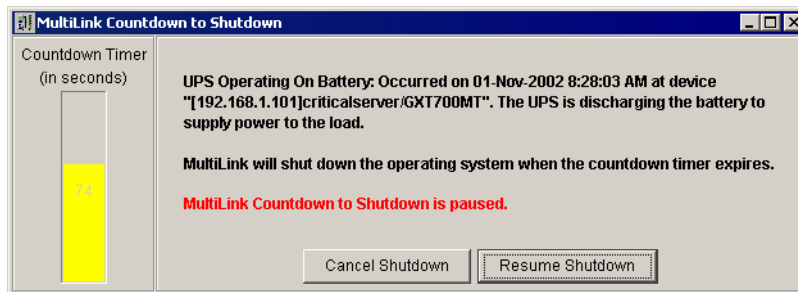 MultiLink Countdown to Shutdown
Countdown Timer
(in seconds)
74
UPS Operating On Battery: Occurred on 01-Nov-2002 8:28:03 AM at device
"[192.168.1.101]criticalserver/GXT700MT". The UPS is discharging the battery to
supply power to the load.
MultiLink will shut down the operating system when the countdown timer expires.
MultiLink Countdown to Shutdown is paused.
Cancel Shutdown
Resume Shutdown